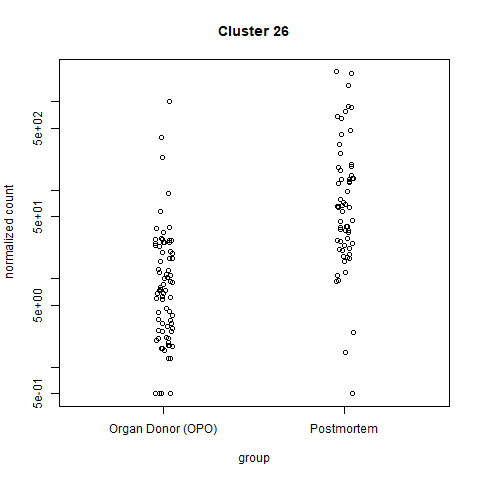 Cluster 26
normalized count
5e+02
5e+01
5e+00
5e-01
Organ Donor (OPO)
Postmortem
group